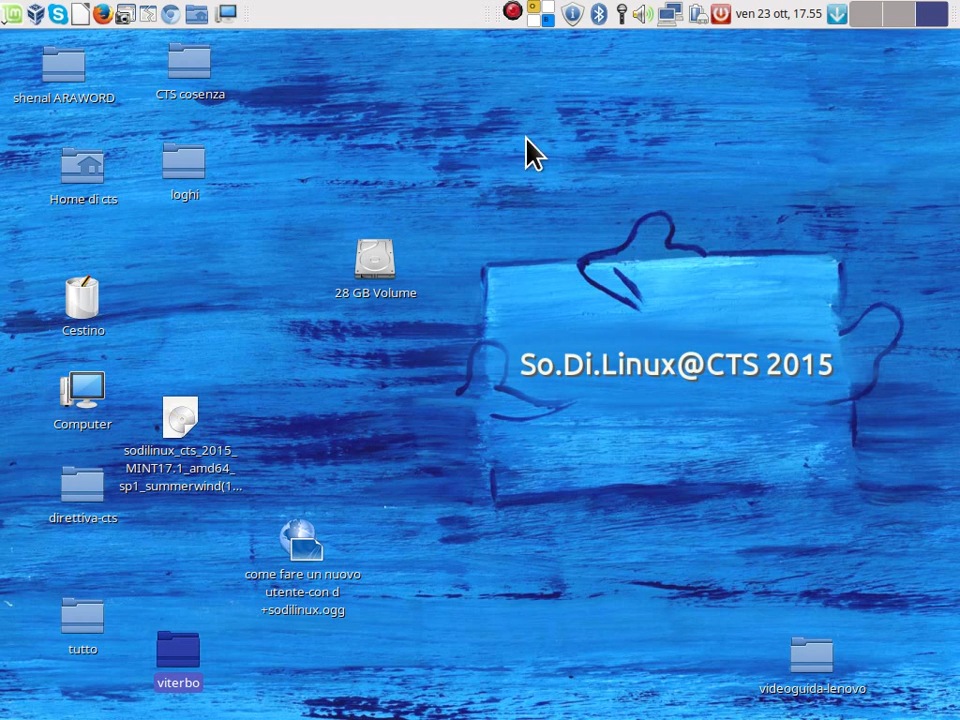 ven 23 ott, 17.55
shenal ARAWORD
CTS cosenza
Home di cts
loghi
28 GB Volume
Cestino
So.Di.Linux@CTS 2015
Computer
sodilinux_cts_2015_
MINT17.1_amd64_
sp1_summerwind(1...
direttiva-cts
come fare un nuovo
utente-con d
+sodilinux.ogg
tutto
viterbo
videoguida-lenovo